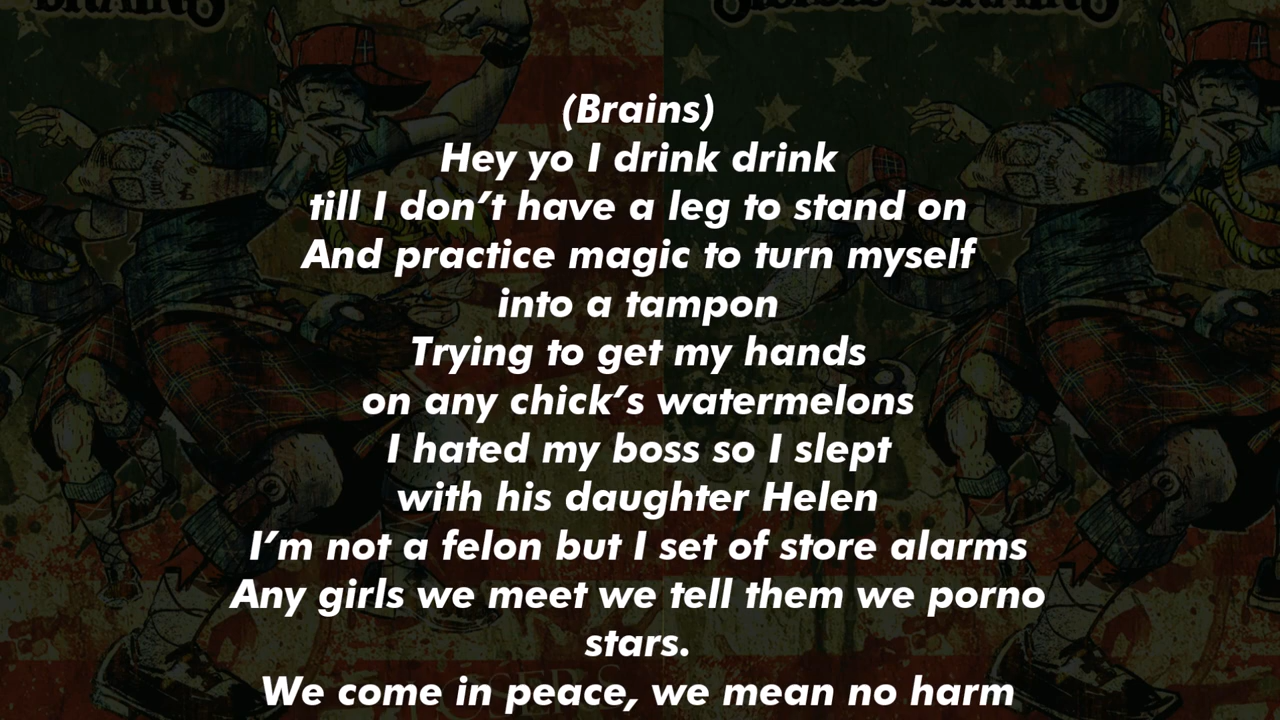 BRAINS
BRAINS
(Brains)
Hey yo I drink drink
till I don’t have a leg to stand on
And practice magic to turn myself
into a tampon
Trying to get my hands
on any chick’s watermelons
I hated my boss so I slept
with his daughter Helen
I’m not a felon but I set of store alarms
Any girls we meet we tell them we porno
stars.
We come in peace, we mean no harm